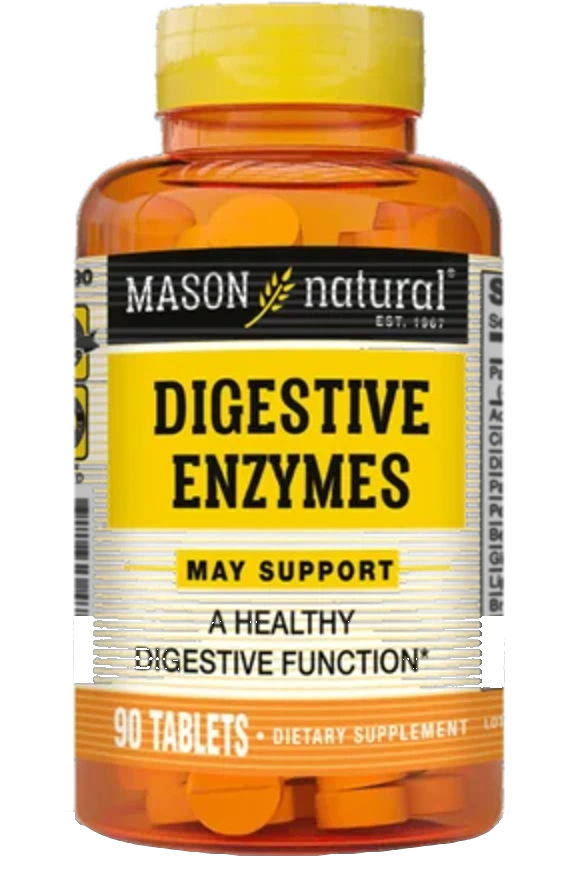 MASON natural®
EST. 1967
DIGESTIVE
ENZYMES
MAY SUPPORT
A HEALTHY
DIGESTIVE FUNCTION*
90 TABLETS • DIETARY SUPPLEMENT